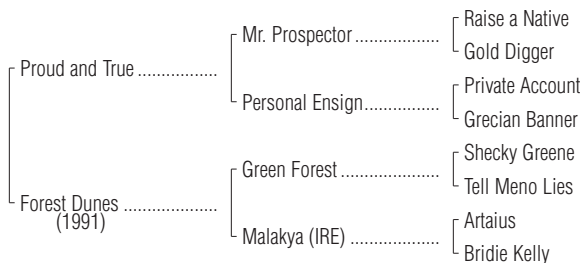 Raise a Native
Mr. Prospector ....................
Gold Digger
Proud and True ..................
Private Account
Personal Ensign..................
Grecian Banner
Shecky Greene
Green Forest .......................
Tell Meno Lies
Forest Dunes .....................
(1991)
Artaius
Malakya (IRE) .....................
Bridie Kelly